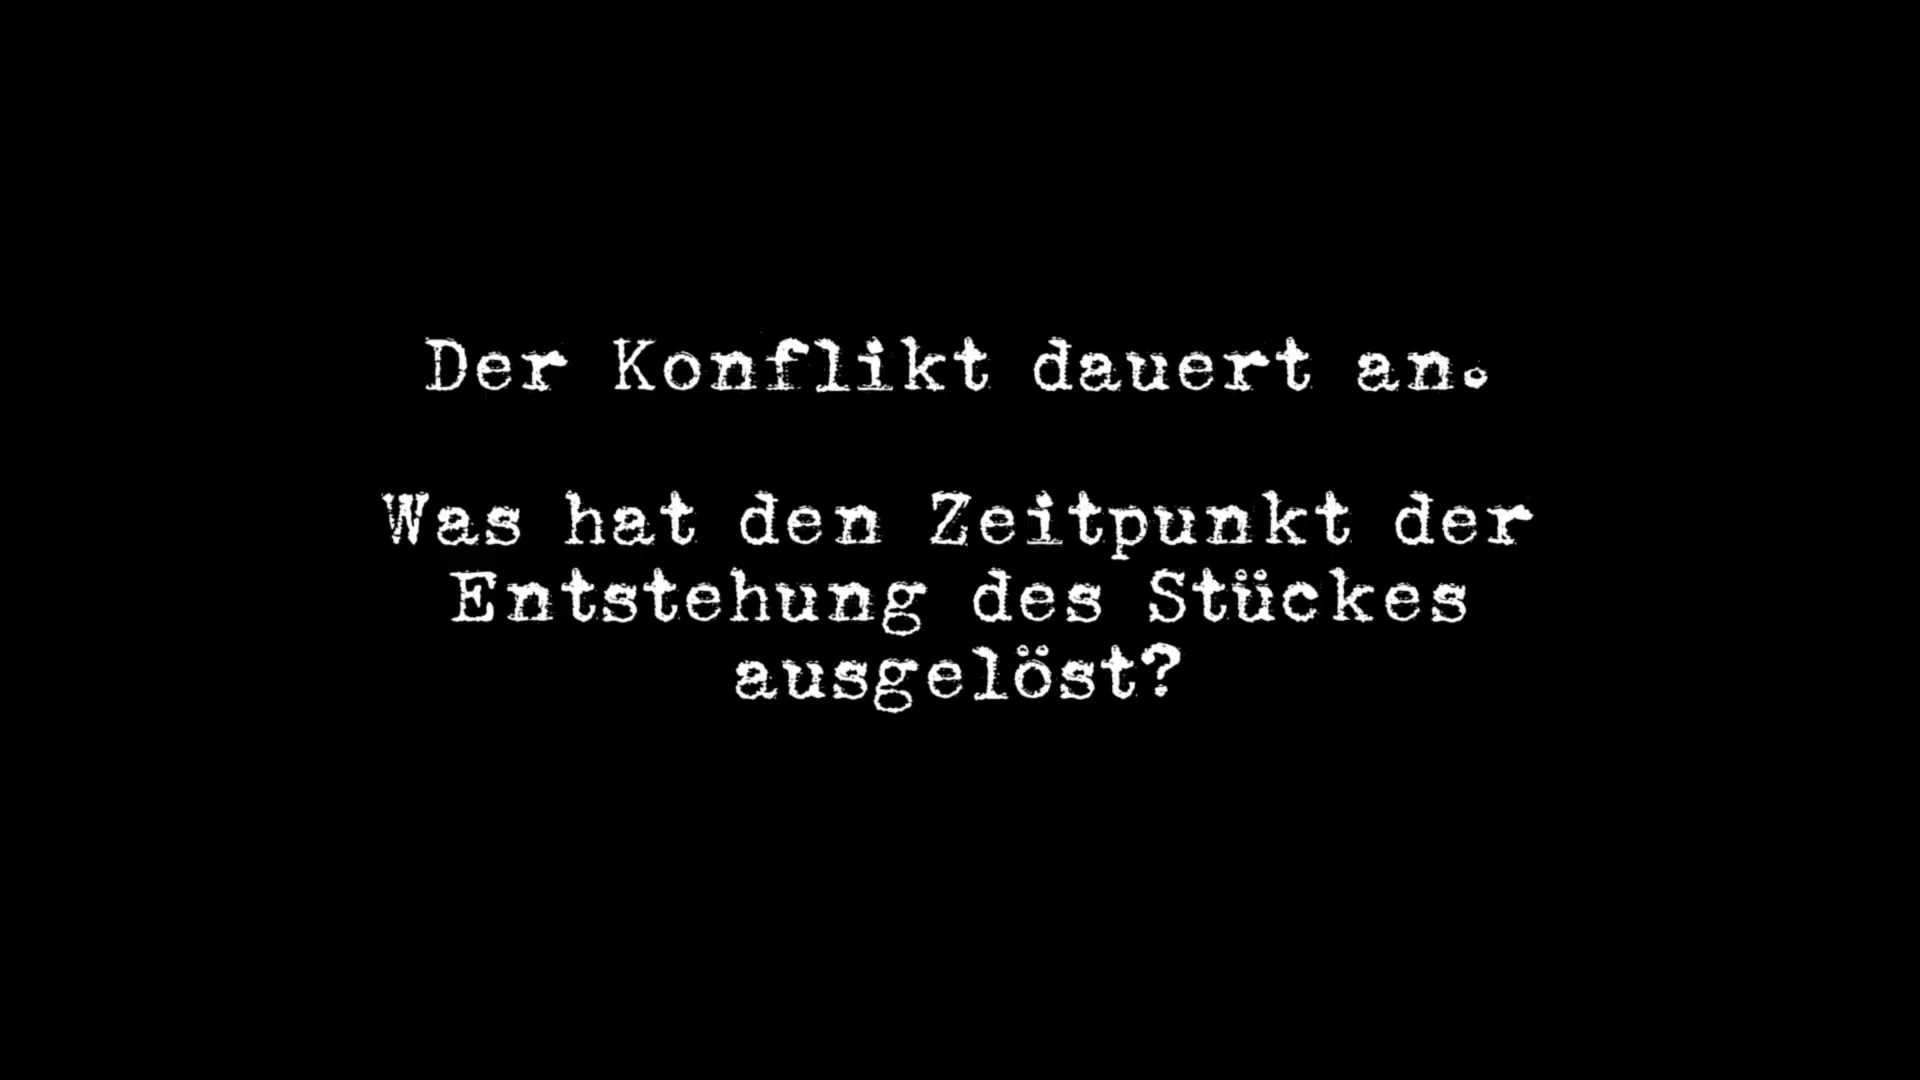 Der Konflikt dauert an.
Was hat den Zeitpunkt der
Entstehung des Stückes
ausgelöst?